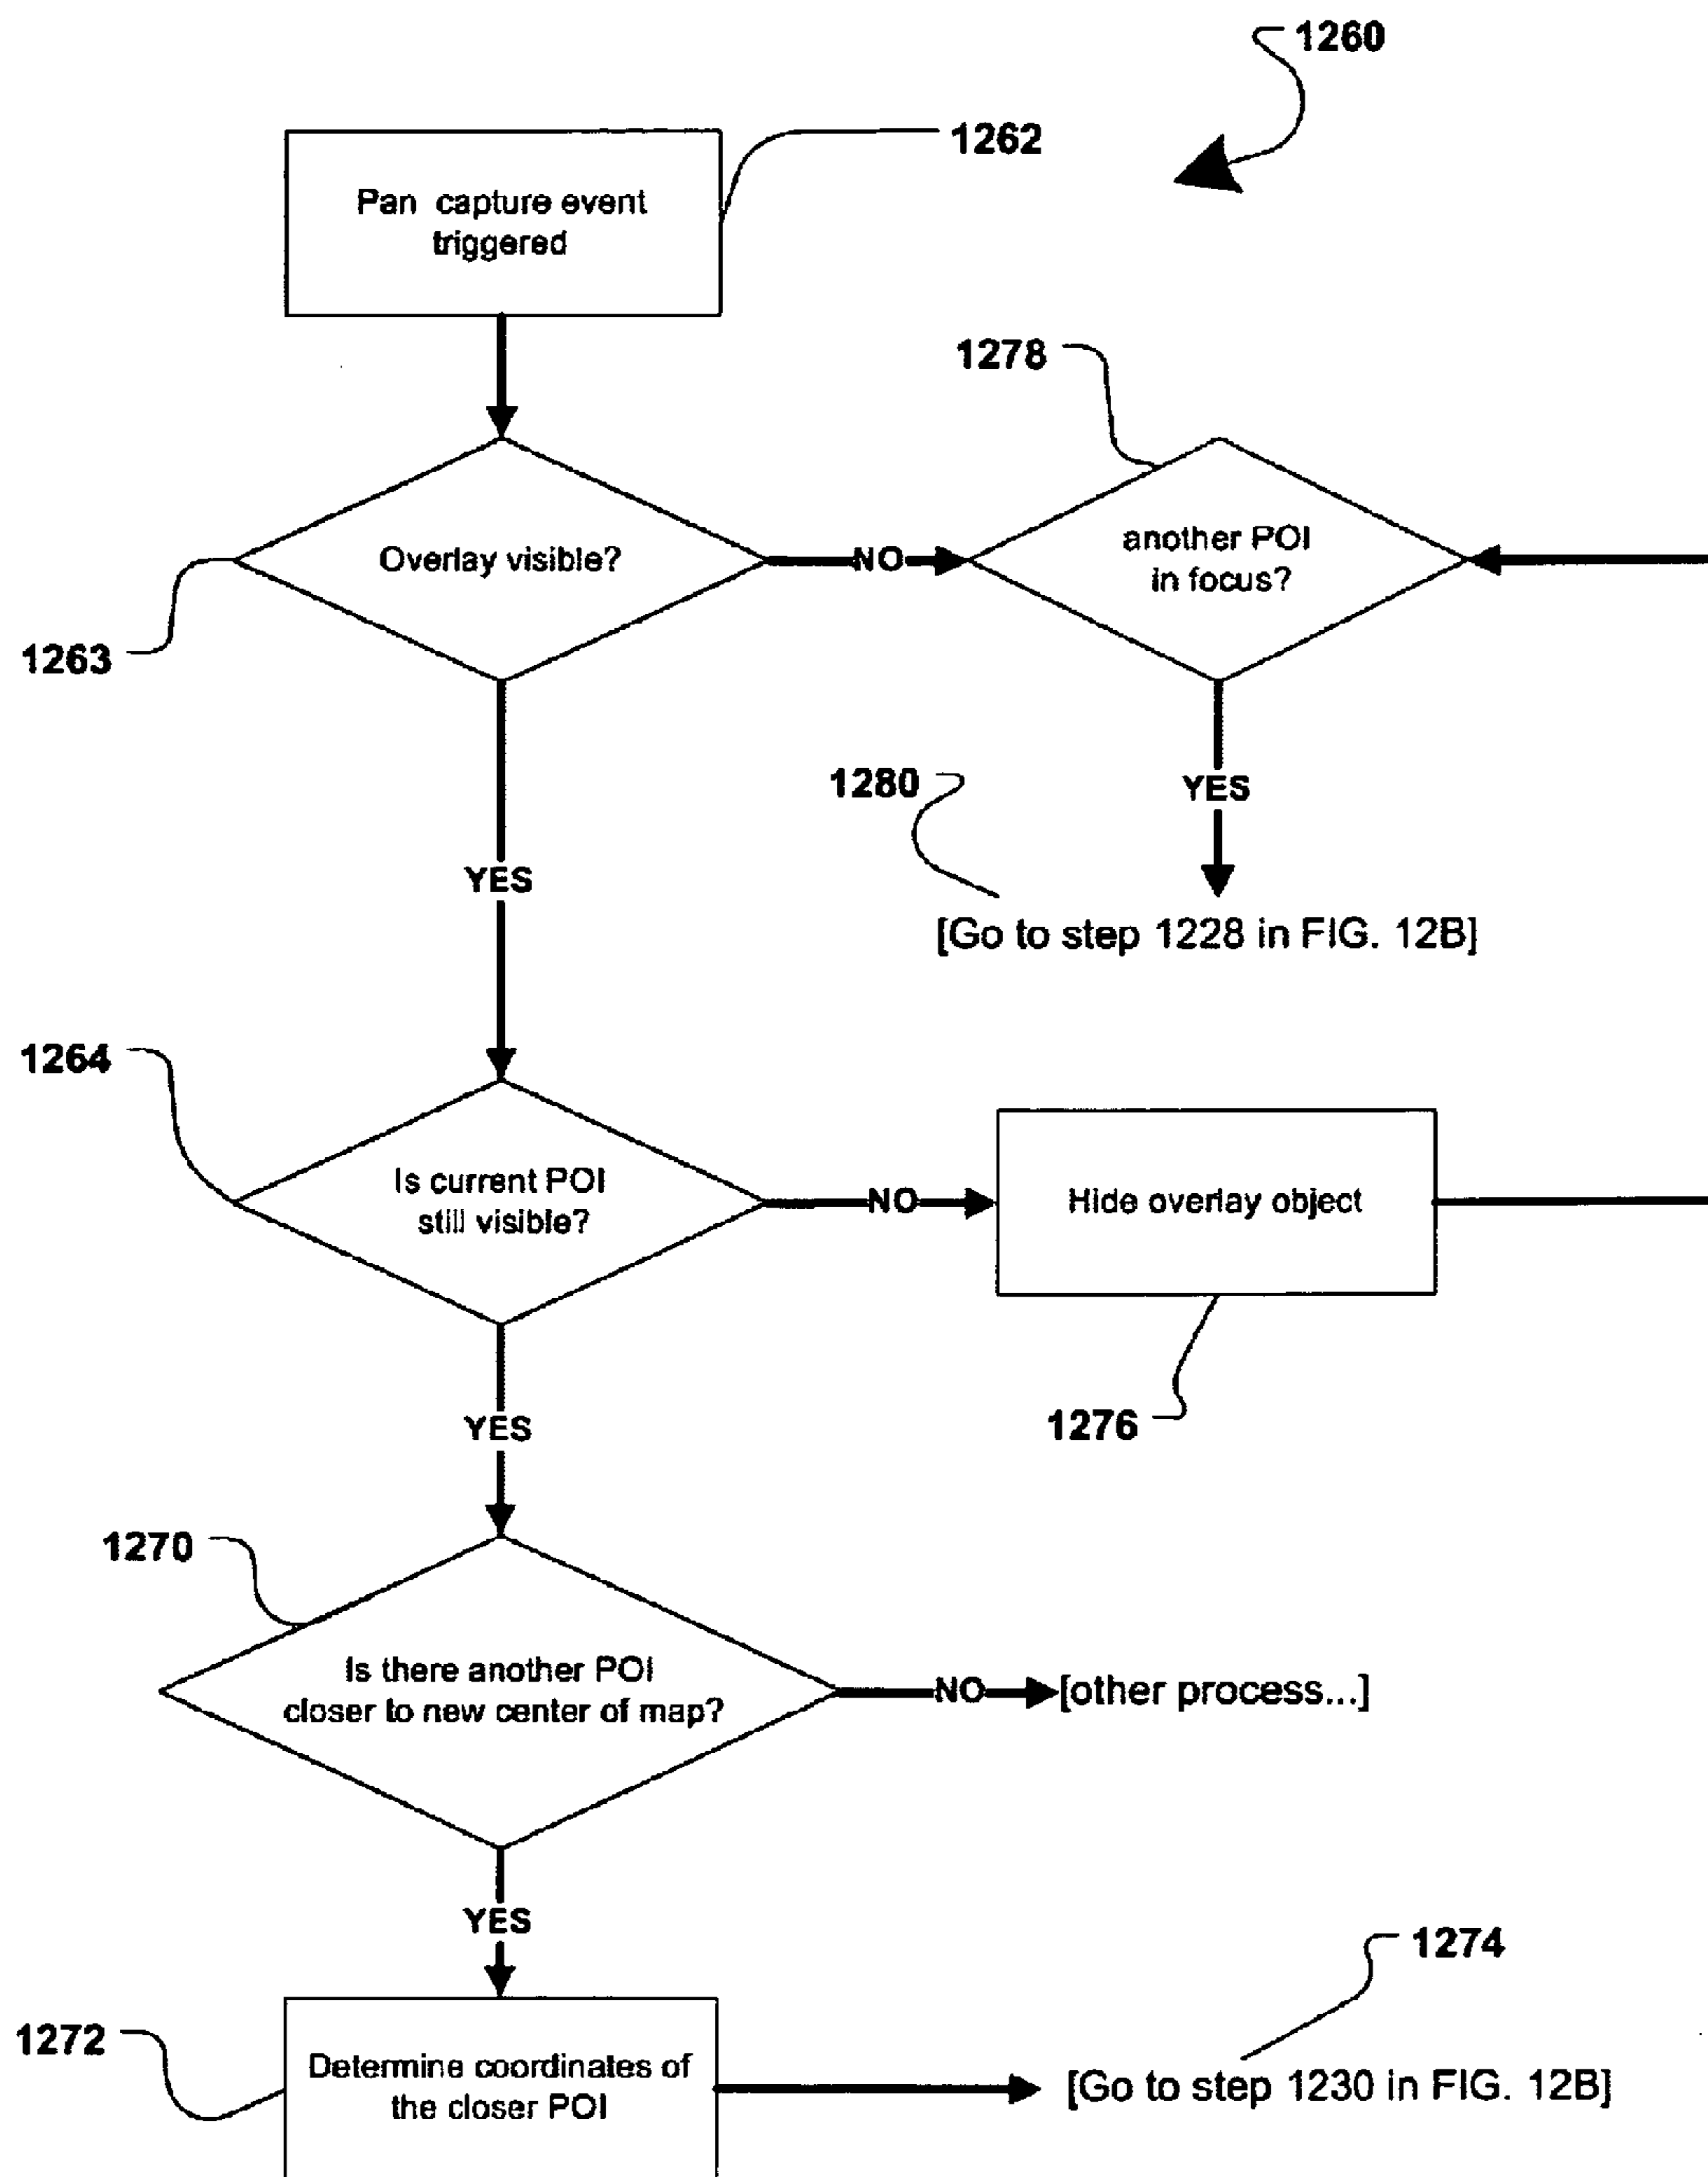 1260
1262
Pan capture event
triggered
1278
Overlay visible?
NO
another POI
in focus?
1263
YES
1280
YES
[Go to step 1228 in FIG. 12B]
1264
Is current POI
still visible?
NO
Hide overlay object
1276
YES
1270
Is there another POI
closer to new center of map?
NO
[other process...]
YES
1274
1272
Determine coordinates of
the closer POI
[Go to step 1230 in FIG. 12B]